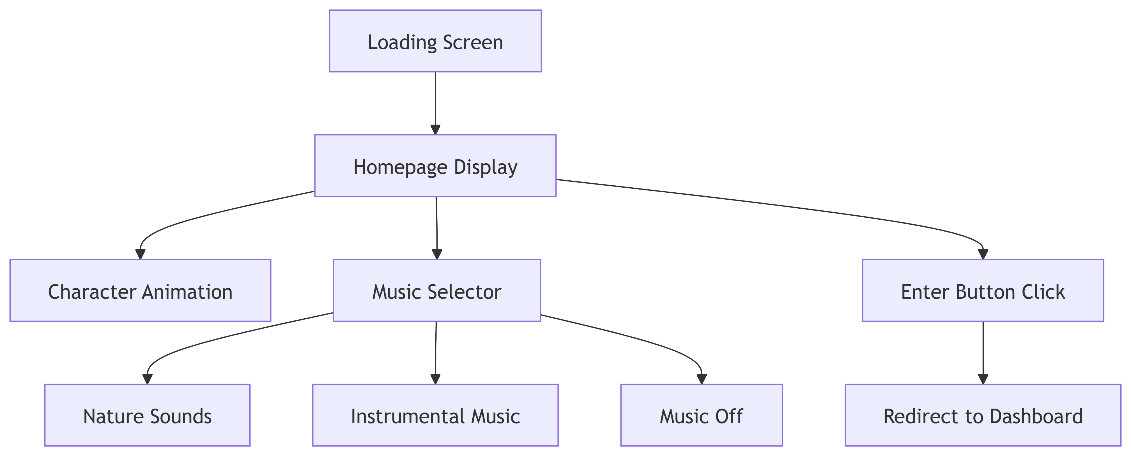 Loading Screen
Homepage Display
Character Animation
Music Selector
Enter Button Click
Nature Sounds
Instrumental Music
Music Off
Redirect to Dashboard